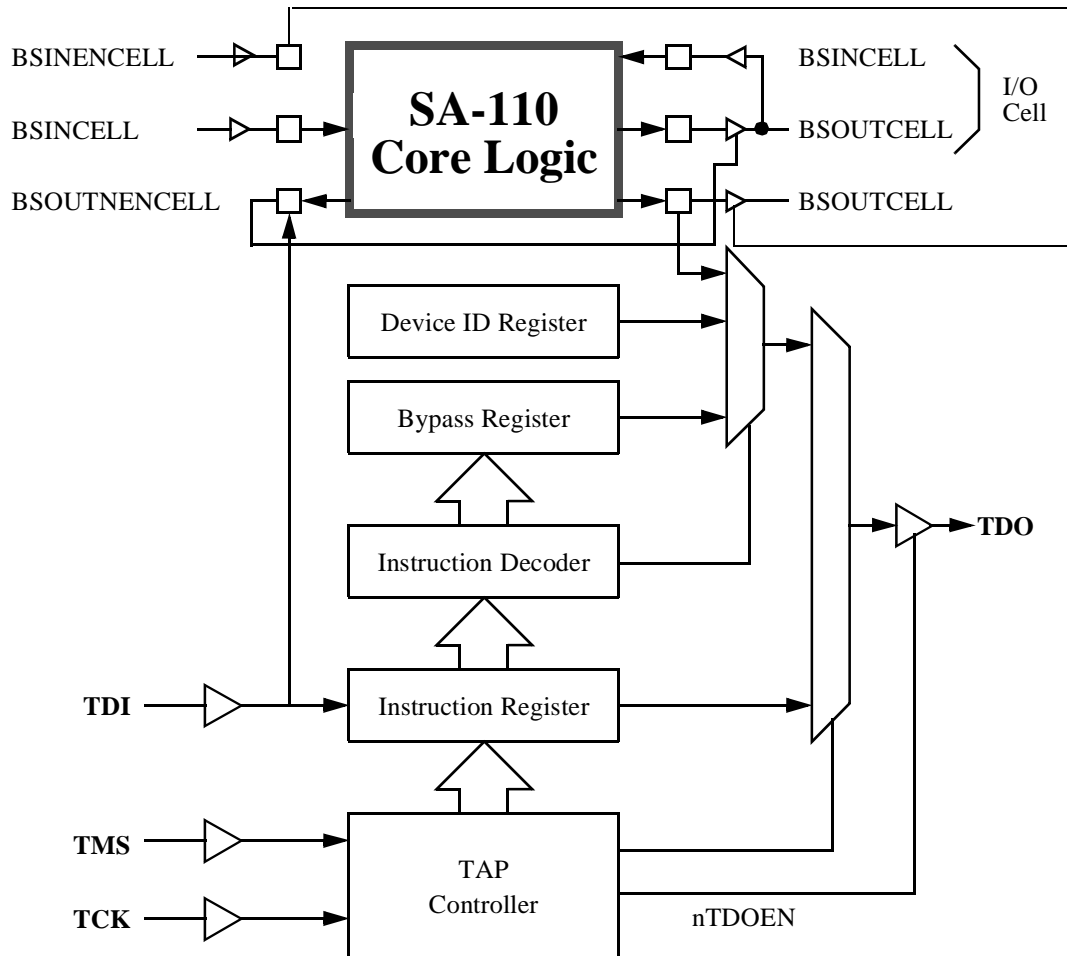 BSINENCELL
BSINCELL
I/O
Cell
SA-110
Core Logic
BSINCELL
BSOUTCELL
BSOUTNENCELL
BSOUTCELL
Device ID Register
Bypass Register
Instruction Decoder
TDO
TDI
Instruction Register
TMS
TAP
Controller
TCK
nTDOEN